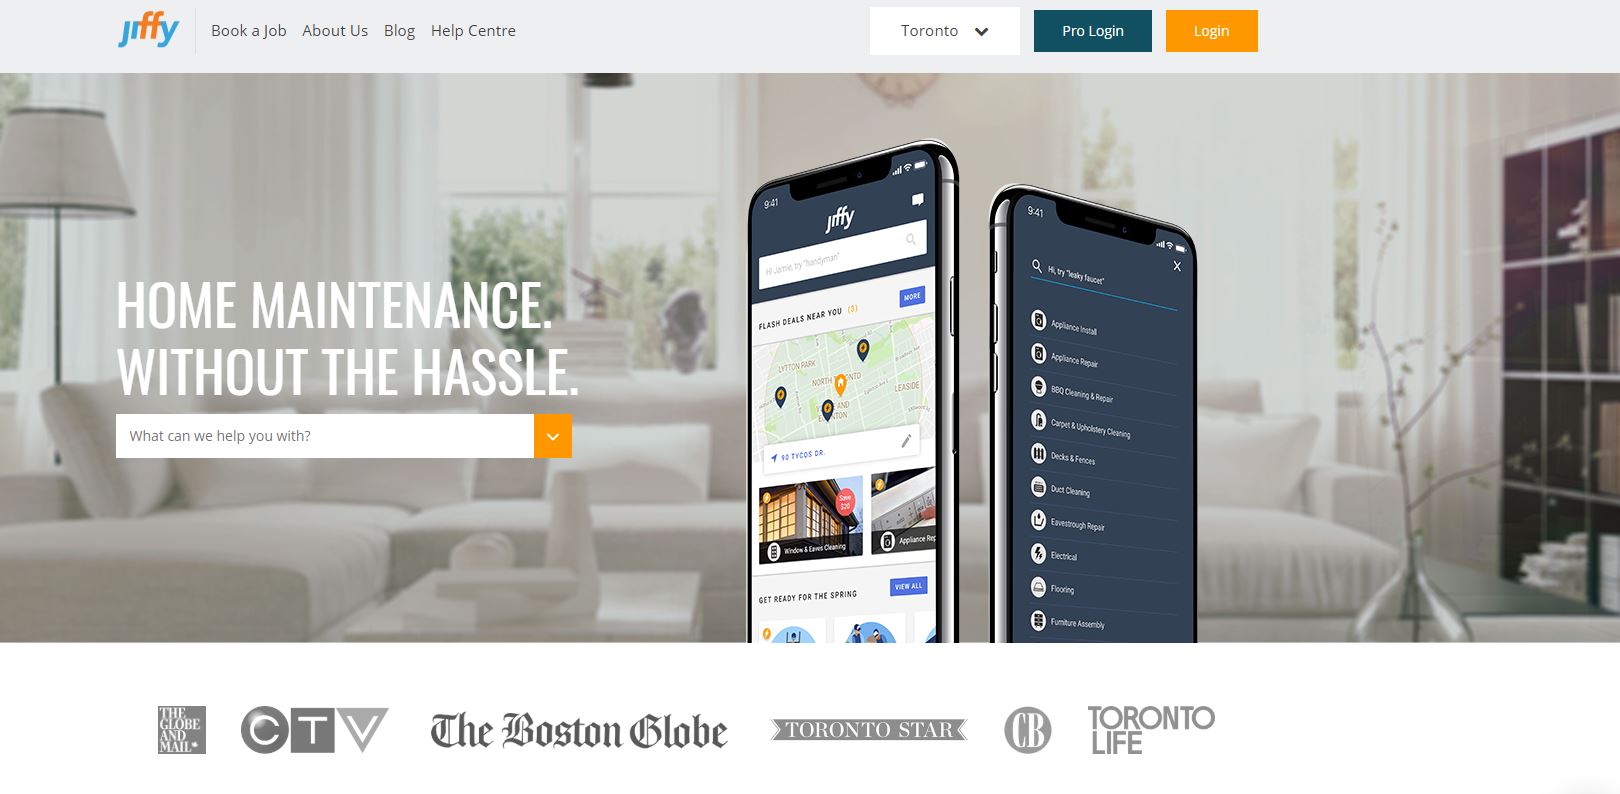 jiffy
Book a Job
About Us
Blog
Help Centre
Toronto
Pro Login
Login
HOME MAINTENANCE.
WITHOUT THE HASSLE.
What can we help you with?
9:41
jiffy
Hi Jamie, try "handyman"
FLASH DEALS NEAR YOU (3)
MORE
LYTTON PARK
LEASIDE
90 TYCOS DR.
Save
$20
Window & Eaves Cleaning
Appliance Rep
GET READY FOR THE SPRING
VIEW ALL
9:41
Hi, try "leaky faucet"
X
Appliance Install
Appliance Repair
BBQ Cleaning & Repair
Carpet & Upholstery Cleaning
Decks & Fences
Duct Cleaning
Eavestrough Repair
Electrical
Flooring
Furniture Assembly
THE
GLOBE
AND
MAIL
CTV
The Boston Globe
TORONTO STAR
CB
TORONTO
LIFE